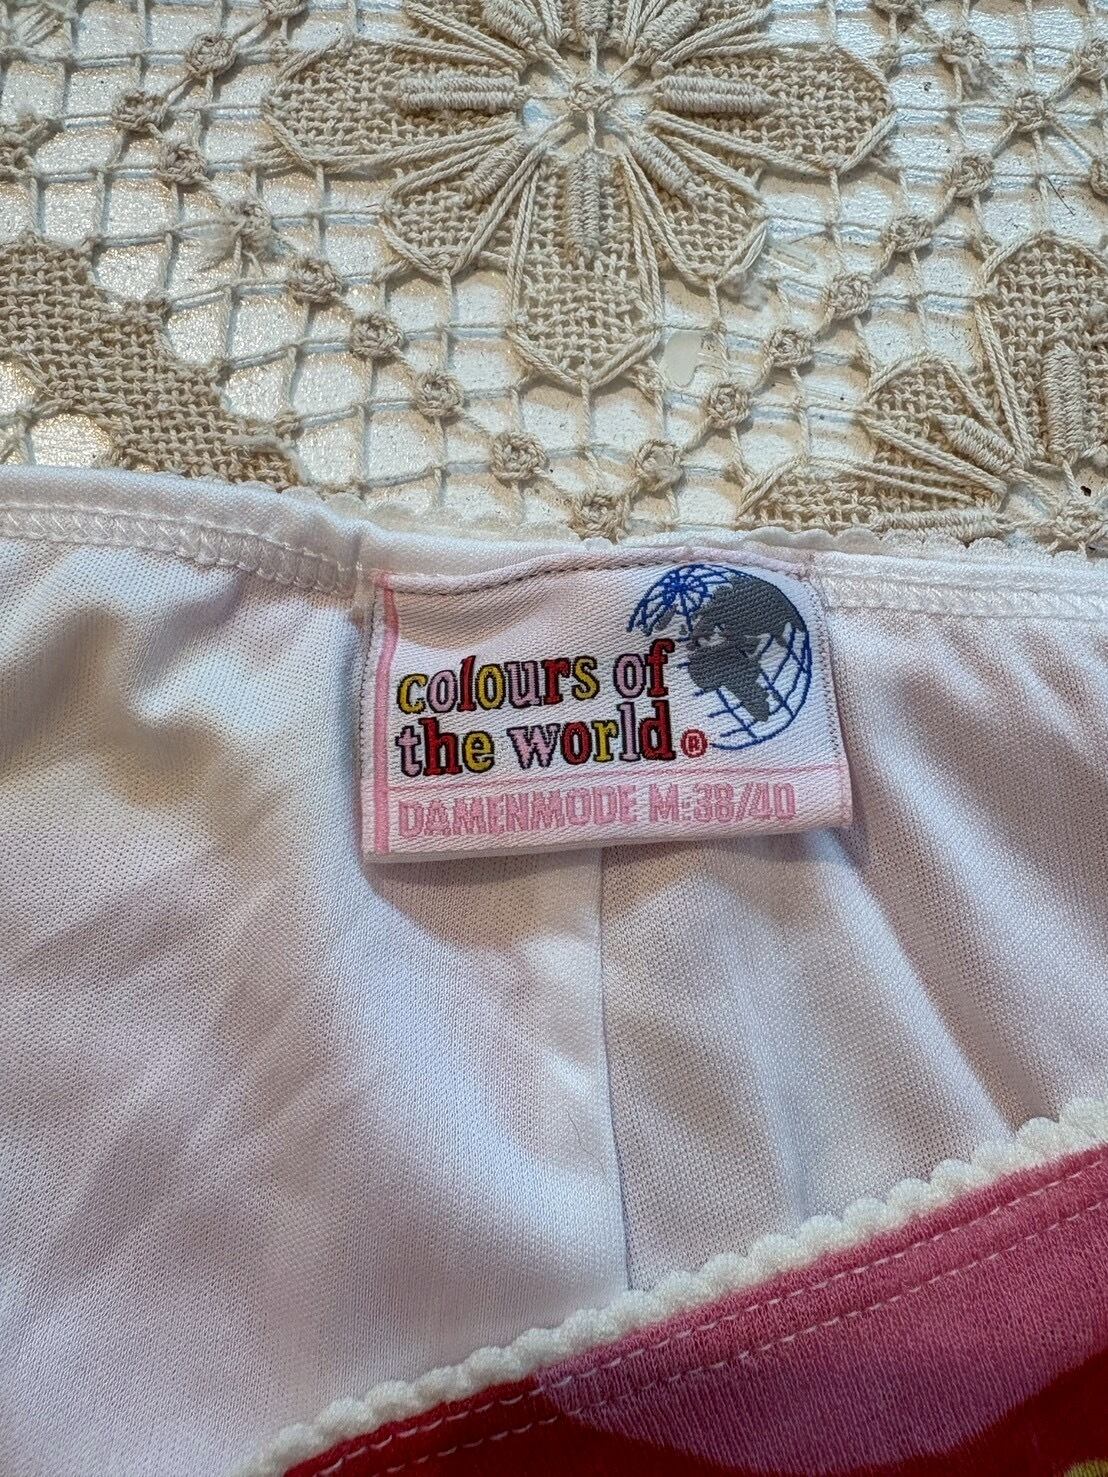 colours of
the world®
DAMENMODE M:38/40